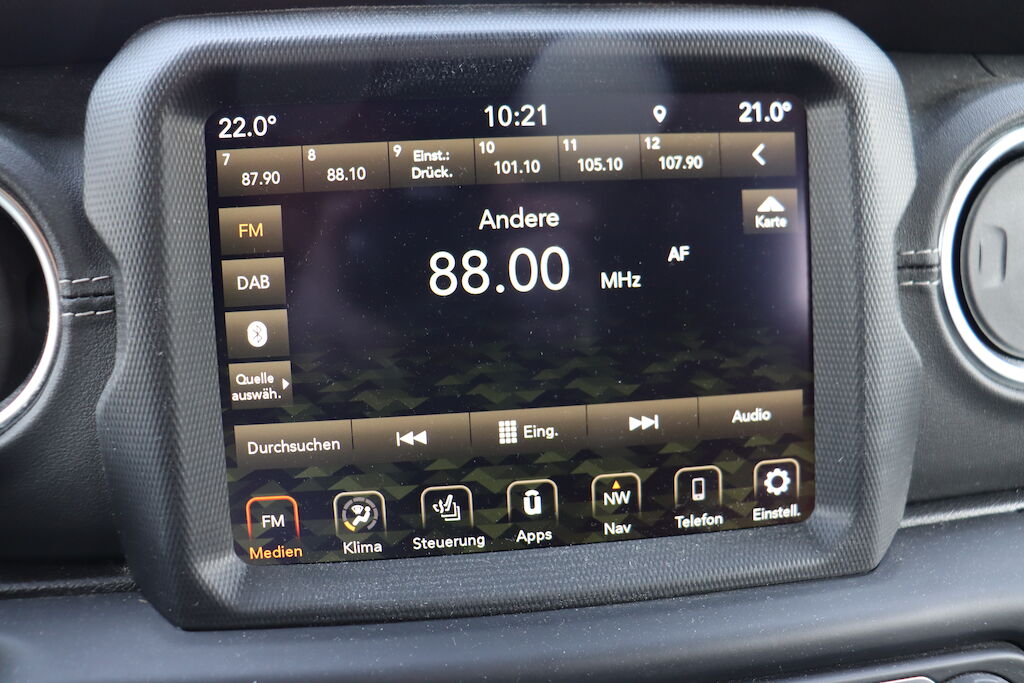 22.0°
10:21
21.0°
7 87.90
8 88.10
9 Einst.:
Drück.
10 101.10
11 105.10
12 107.90
Andere
Karte
FM
88.00 MHz
AF
DAB
Quelle
auswäh.
Durchsuchen
Eing.
Audio
FM
Medien
Klima
Steuerung
Apps
NW
Nav
Telefon
Einstell.